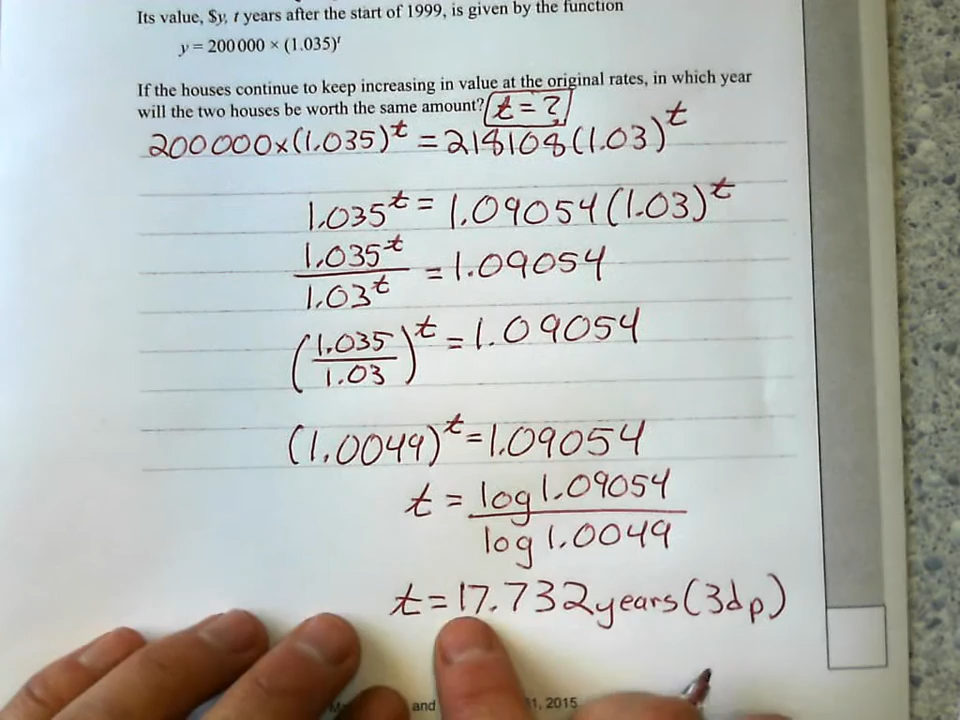 Its value, $y, t years after the start of 1999, is given by the function
y = 200 000 × (1.035)^t
If the houses continue to keep increasing in value at the original rates, in which year
will the two houses be worth the same amount? t = ?
200000×(1.035)^t = 218108(1.03)^t
1.035^t = 1.09054(1.03)^t
1.035^t / 1.03^t = 1.09054
(1.035 / 1.03)^t = 1.09054
(1.0049)^t = 1.09054
t = log 1.09054 / log 1.0049
t = 17.732 years (3dp)
and 2015